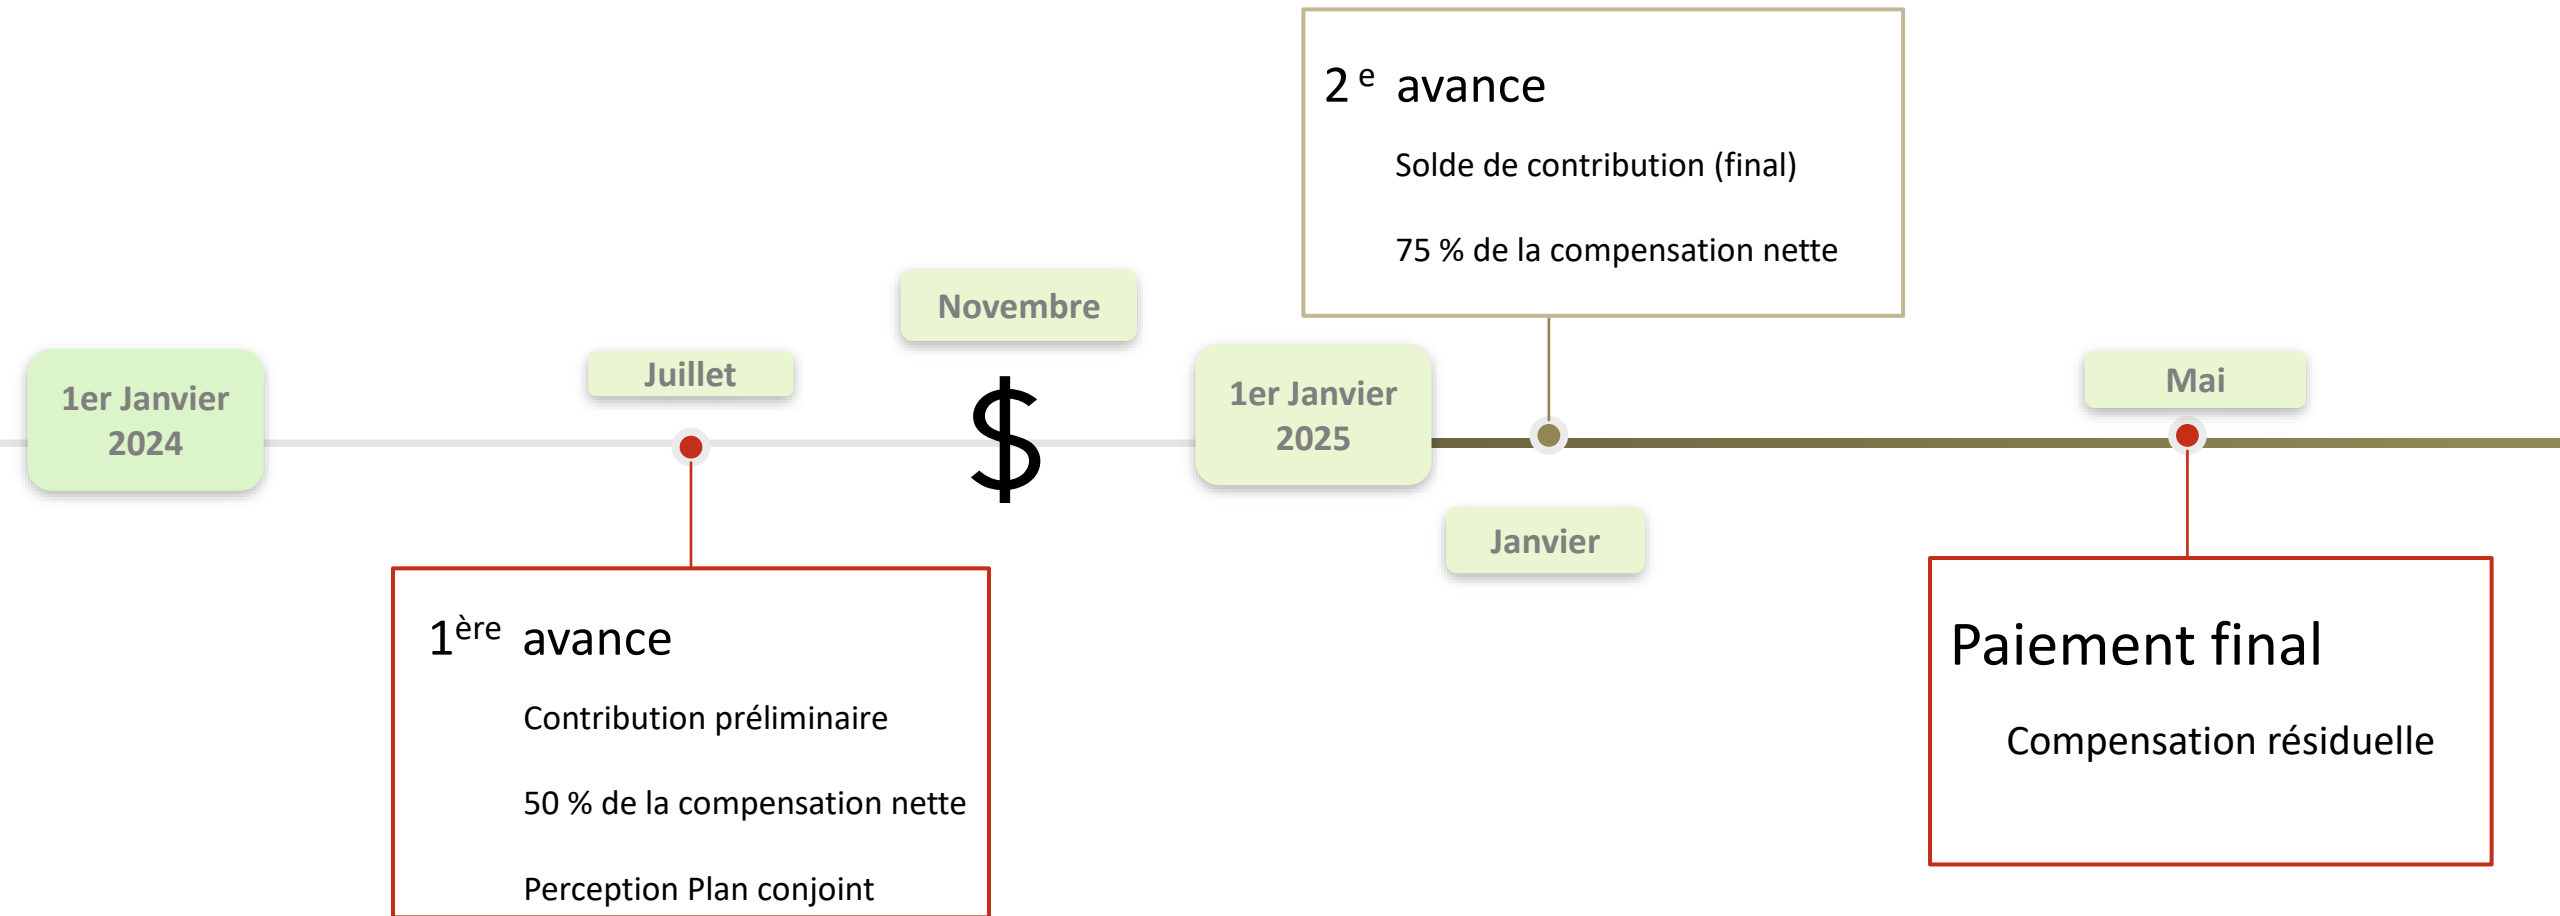 2 e avance
Solde de contribution (final)
75 % de la compensation nette
Novembre
1er Janvier
2024
Juillet
$
1er Janvier
2025
Mai
Janvier
1ère avance
Contribution préliminaire
50 % de la compensation nette
Perception Plan conjoint
Paiement final
Compensation résiduelle